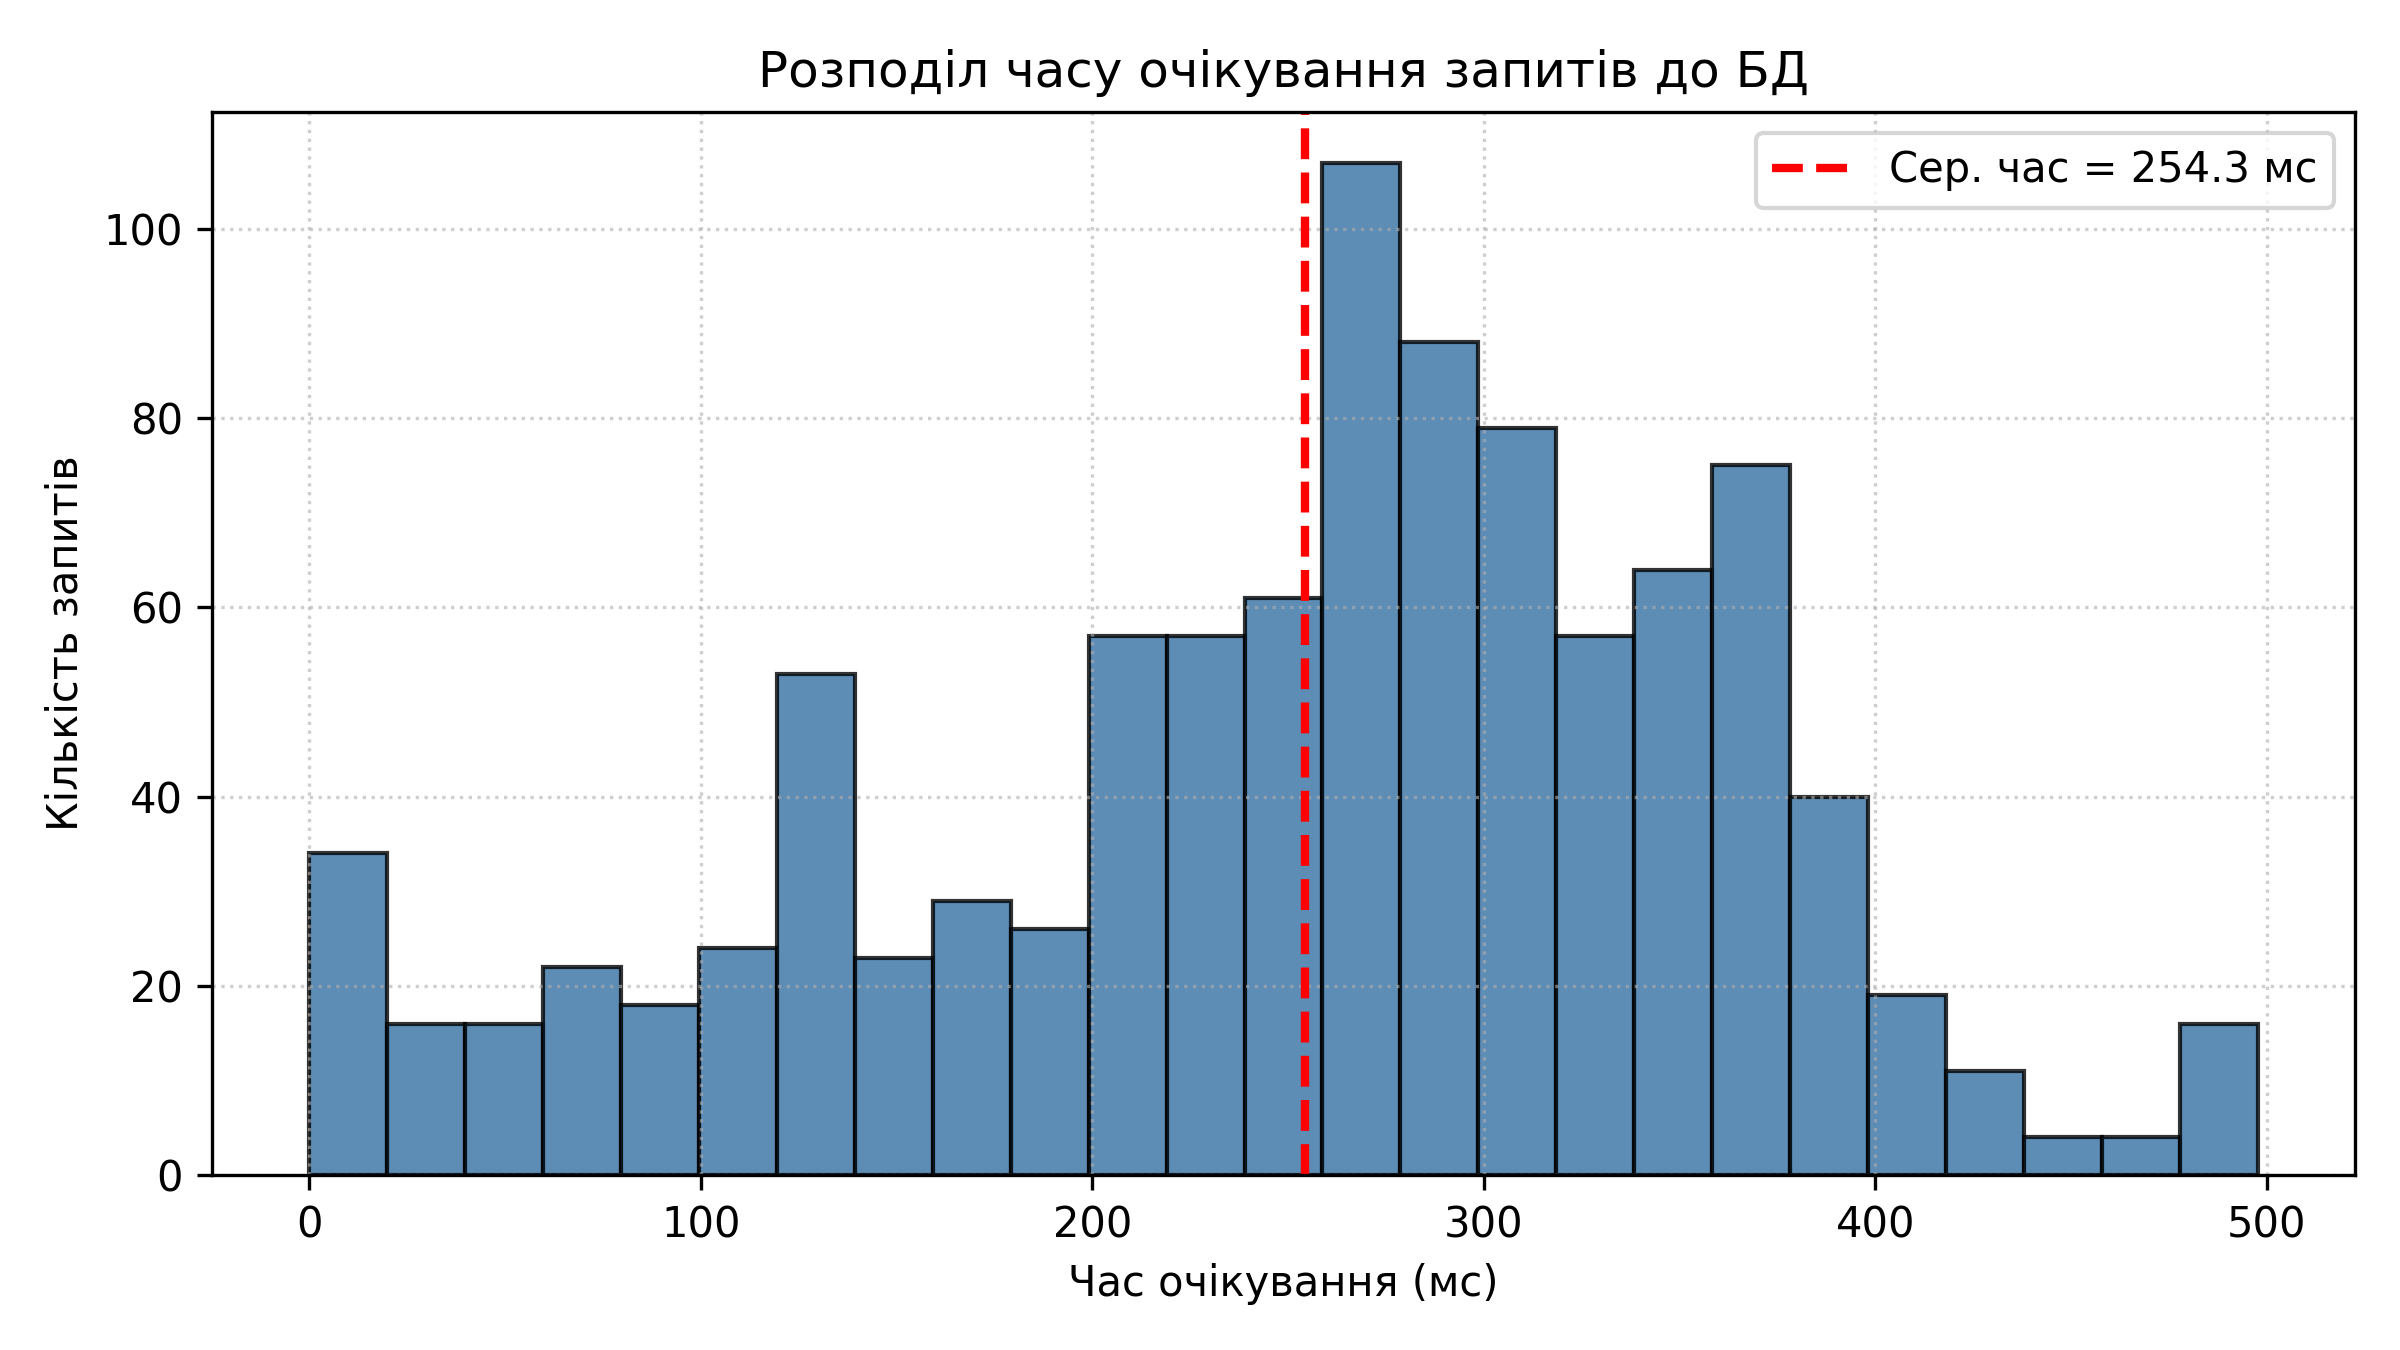 Розподіл часу очікування запитів до БД
Сер. час = 254.3 мс
Кількість запитів
100
80
60
40
20
0
0 100 200 300 400 500
Час очікування (мс)